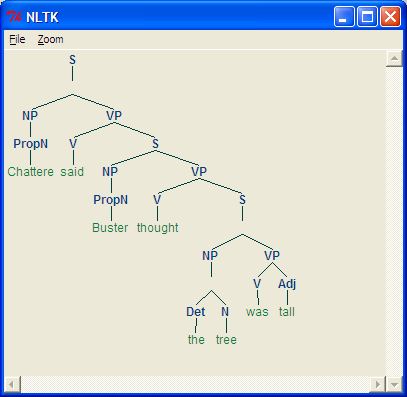 NLTK
File Zoom
S
NP VP
PropN V S
Chattere said NP VP
PropN V S
Buster thought
NP VP
V Adj
Det N was tall
the tree